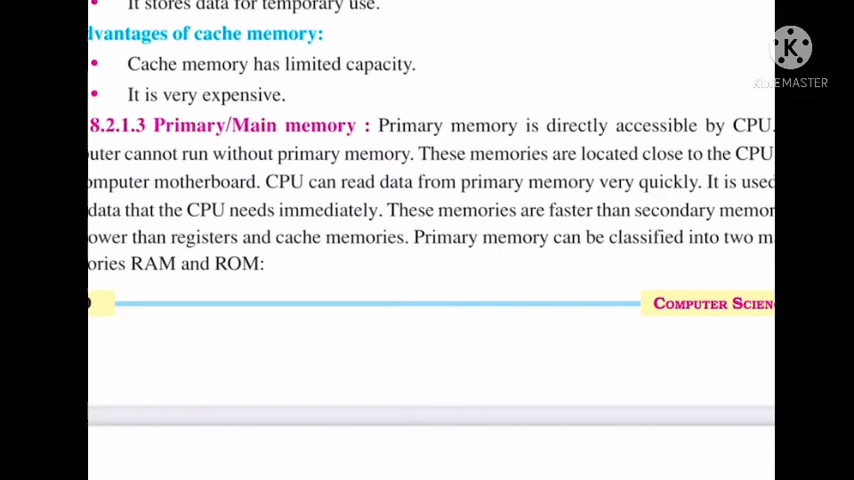 It stores data for temporary use.
dvantages of cache memory:
• Cache memory has limited capacity.
• It is very expensive.
8.2.1.3 Primary/Main memory : Primary memory is directly accessible by CPU.
uter cannot run without primary memory. These memories are located close to the CPU
omputer motherboard. CPU can read data from primary memory very quickly. It is used
data that the CPU needs immediately. These memories are faster than secondary memor
ower than registers and cache memories. Primary memory can be classified into two m
ories RAM and ROM:
COMPUTER SCIEN
K
KINEMASTER